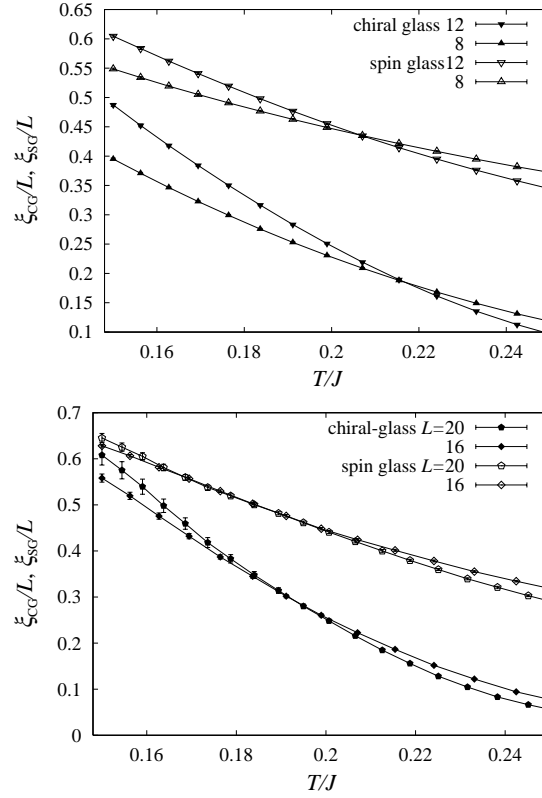 0.65
0.6
0.55
0.5
0.45
0.4
0.35
0.3
0.25
0.2
0.15
0.1
ξCG/L, ξSG/L
chiral glass 12
8
spin glass12
8
0.16 0.18 0.2 0.22 0.24
T/J
0.7
0.6
0.5
0.4
0.3
0.2
0.1
0
ξCG/L, ξSG/L
chiral-glass L=20
16
spin glass L=20
16
0.16 0.18 0.2 0.22 0.24
T/J